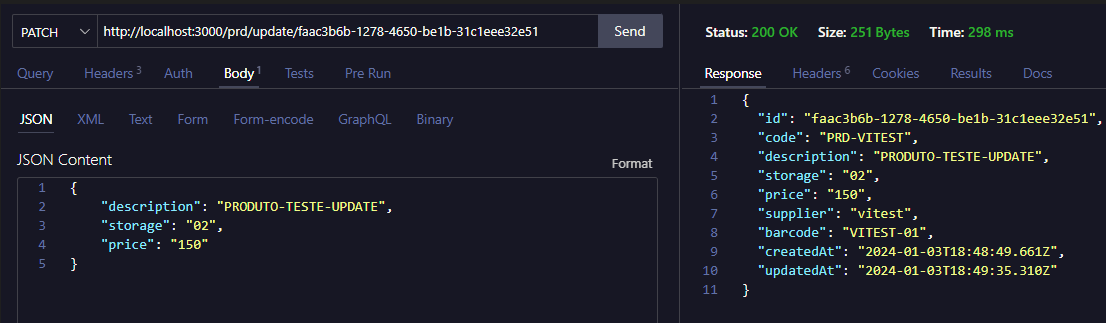 PATCH http://localhost:3000/prd/update/faac3b6b-1278-4650-be1b-31c1eee32e51 Send
Query Headers 3 Auth Body 1 Tests Pre Run
JSON XML Text Form Form-encode GraphQL Binary
JSON Content Format
1 {
2 "description": "PRODUTO-TESTE-UPDATE",
3 "storage": "02",
4 "price": "150"
5 }
Status: 200 OK Size: 251 Bytes Time: 298 ms
Response Headers 6 Cookies Results Docs
1 {
2 "id": "faac3b6b-1278-4650-be1b-31c1eee32e51",
3 "code": "PRD-VITEST",
4 "description": "PRODUTO-TESTE-UPDATE",
5 "storage": "02",
6 "price": "150",
7 "supplier": "vitest",
8 "barcode": "VITEST-01",
9 "createdAt": "2024-01-03T18:48:49.661Z",
10 "updatedAt": "2024-01-03T18:49:35.310Z"
11 }